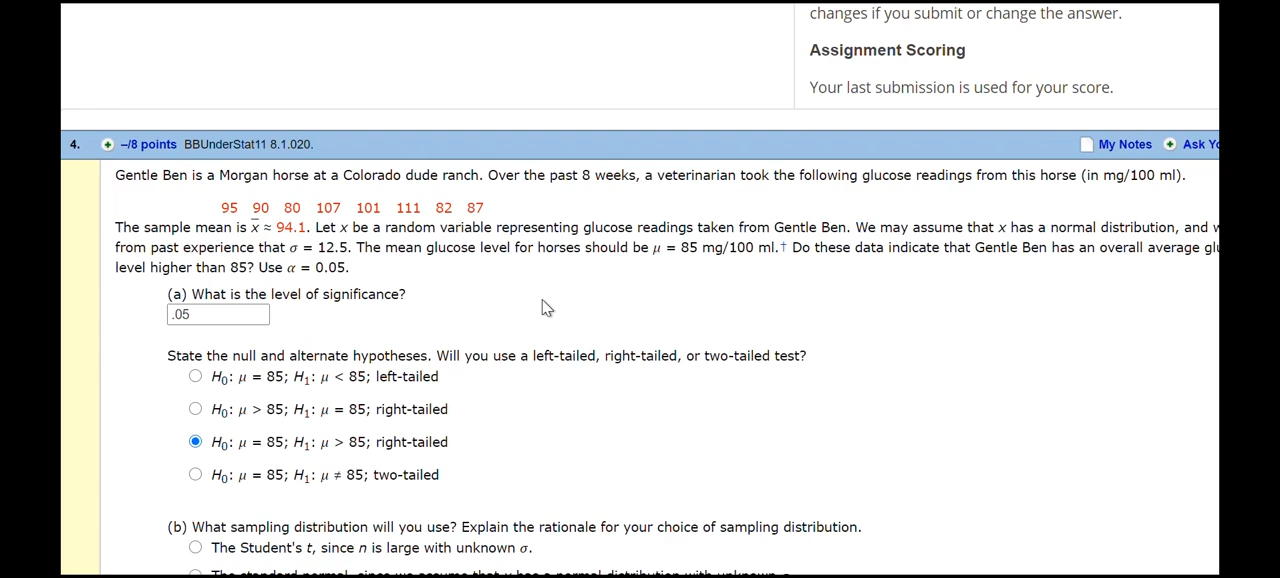 changes if you submit or change the answer.
Assignment Scoring
Your last submission is used for your score.
4. –/8 points BBUnderStat11 8.1.020. My Notes Ask Yo
Gentle Ben is a Morgan horse at a Colorado dude ranch. Over the past 8 weeks, a veterinarian took the following glucose readings from this horse (in mg/100 ml).
95 90 80 107 101 111 82 87
The sample mean is x̄ ≈ 94.1. Let x be a random variable representing glucose readings taken from Gentle Ben. We may assume that x has a normal distribution, and
from past experience that σ = 12.5. The mean glucose level for horses should be μ = 85 mg/100 ml.† Do these data indicate that Gentle Ben has an overall average glu
level higher than 85? Use α = 0.05.
(a) What is the level of significance?
.05
State the null and alternate hypotheses. Will you use a left-tailed, right-tailed, or two-tailed test?
H₀: μ = 85; H₁: μ < 85; left-tailed
H₀: μ > 85; H₁: μ = 85; right-tailed
H₀: μ = 85; H₁: μ > 85; right-tailed
H₀: μ = 85; H₁: μ ≠ 85; two-tailed
(b) What sampling distribution will you use? Explain the rationale for your choice of sampling distribution.
The Student's t, since n is large with unknown σ.